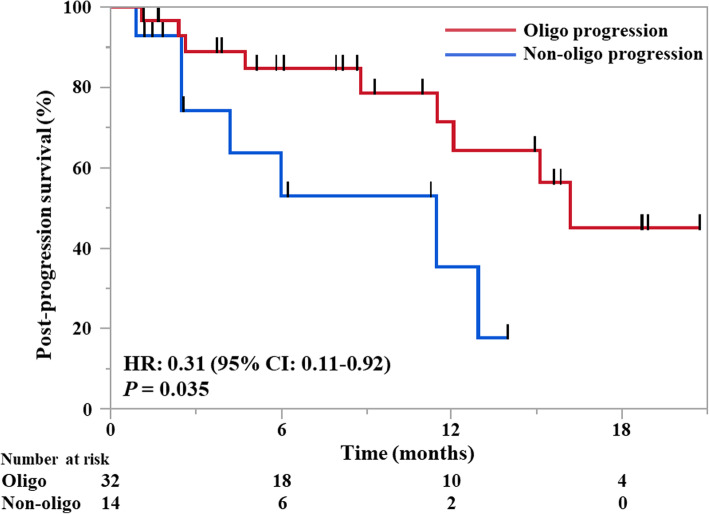 100
80
60
40
20
0
Post-progression survival (%)
Oligo progression
Non-oligo progression
HR: 0.31 (95% CI: 0.11-0.92)
P = 0.035
0 6 12 18
Time (months)
Number at risk
Oligo 32 18 10 4
Non-oligo 14 6 2 0